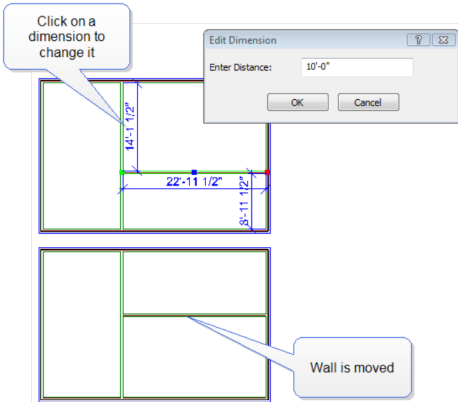 Click on a
dimension to
change it
Edit Dimension
Enter Distance:
10'-0"
OK
Cancel
14'-1 1/2"
22'-11 1/2"
8'-11 1/2"
Wall is moved